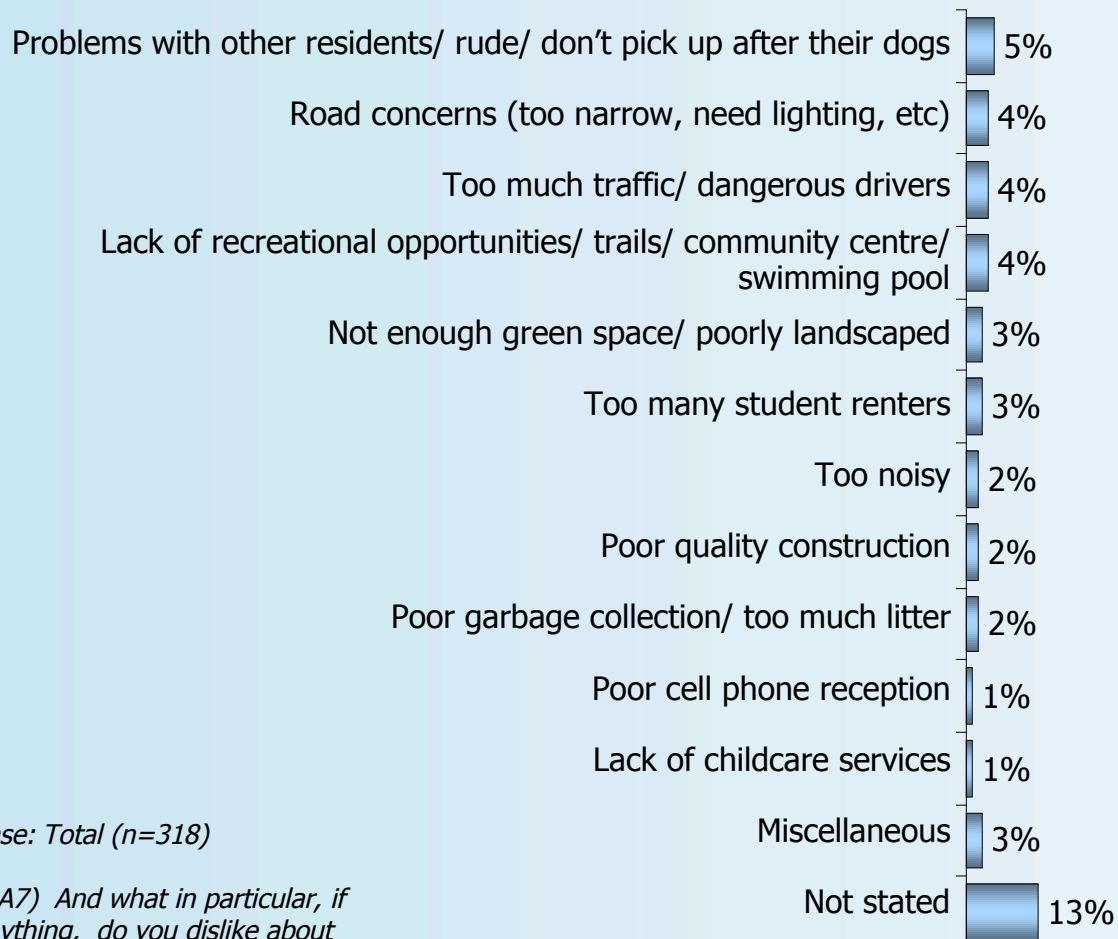 Problems with other residents/ rude/ don't pick up after their dogs 5%
Road concerns (too narrow, need lighting, etc) 4%
Too much traffic/ dangerous drivers 4%
Lack of recreational opportunities/ trails/ community centre/
swimming pool 4%
Not enough green space/ poorly landscaped 3%
Too many student renters 3%
Too noisy 2%
Poor quality construction 2%
Poor garbage collection/ too much litter 2%
Poor cell phone reception 1%
Lack of childcare services 1%
Miscellaneous 3%
Not stated 13%
se: Total (n=318)
A7) And what in particular, if
ything, do you dislike about